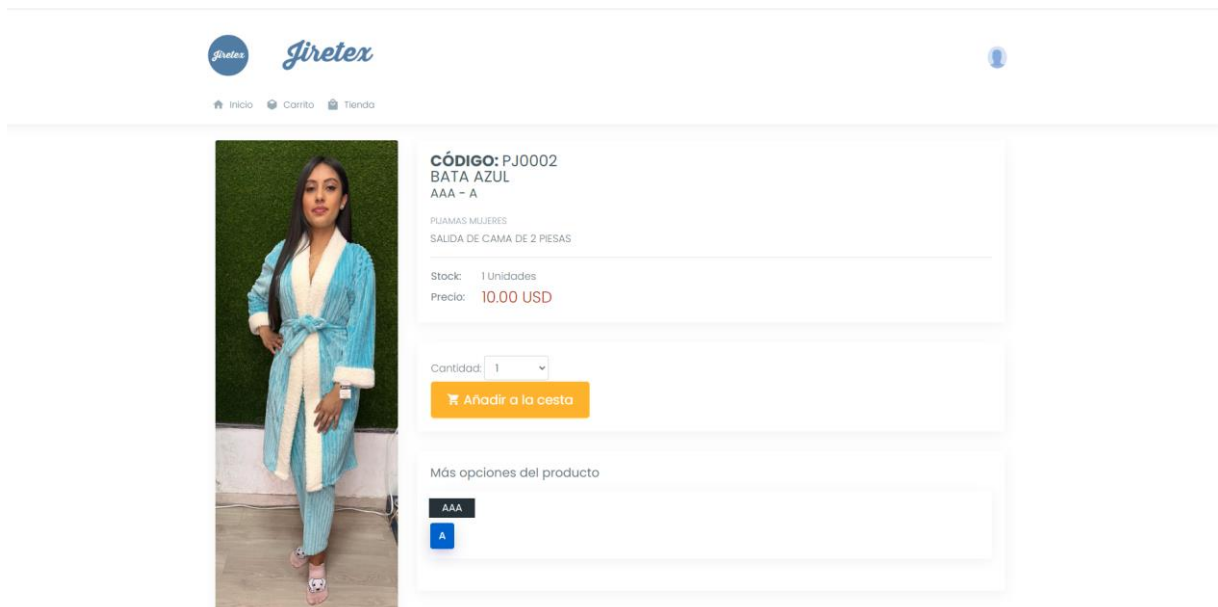 Jiretex
Jiretex
Inicio Carrito Tienda
CÓDIGO: PJ0002
BATA AZUL
AAA - A
PIJAMAS MUJERES
SALIDA DE CAMA DE 2 PIESAS
Stock: 1 Unidades
Precio: 10.00 USD
Cantidad: 1
Añadir a la cesta
Más opciones del producto
AAA
A